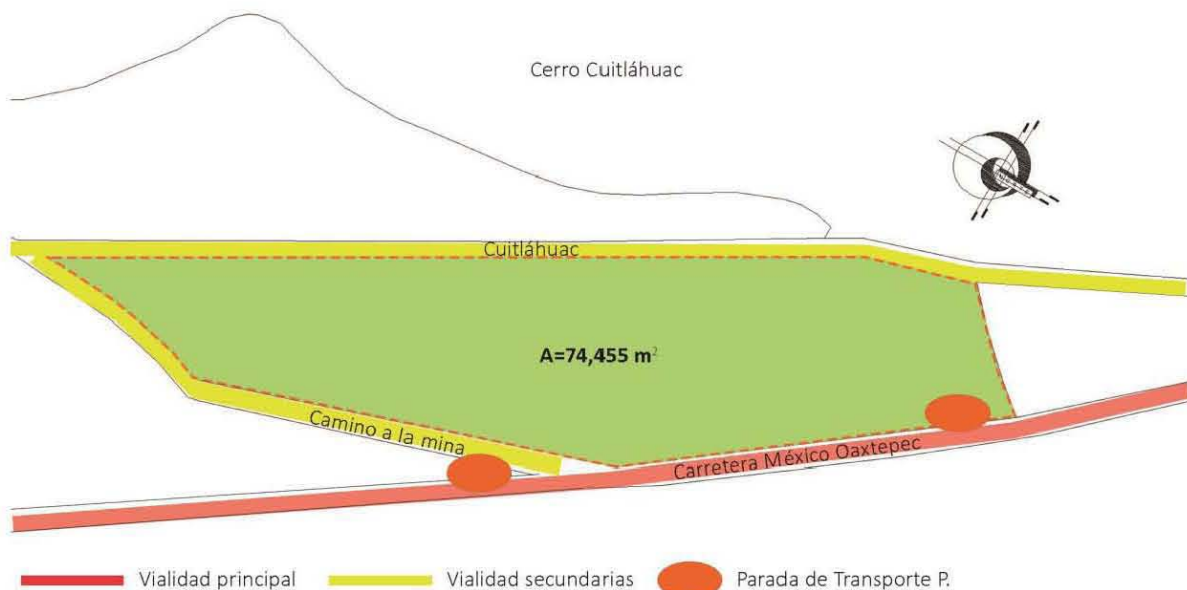 Cerro Cuitláhuac
Cuitláhuac
A=74,455 m²
Camino a la mina
Carretera México Oaxtepec
Vialidad principal
Vialidad secundarias
Parada de Transporte P.